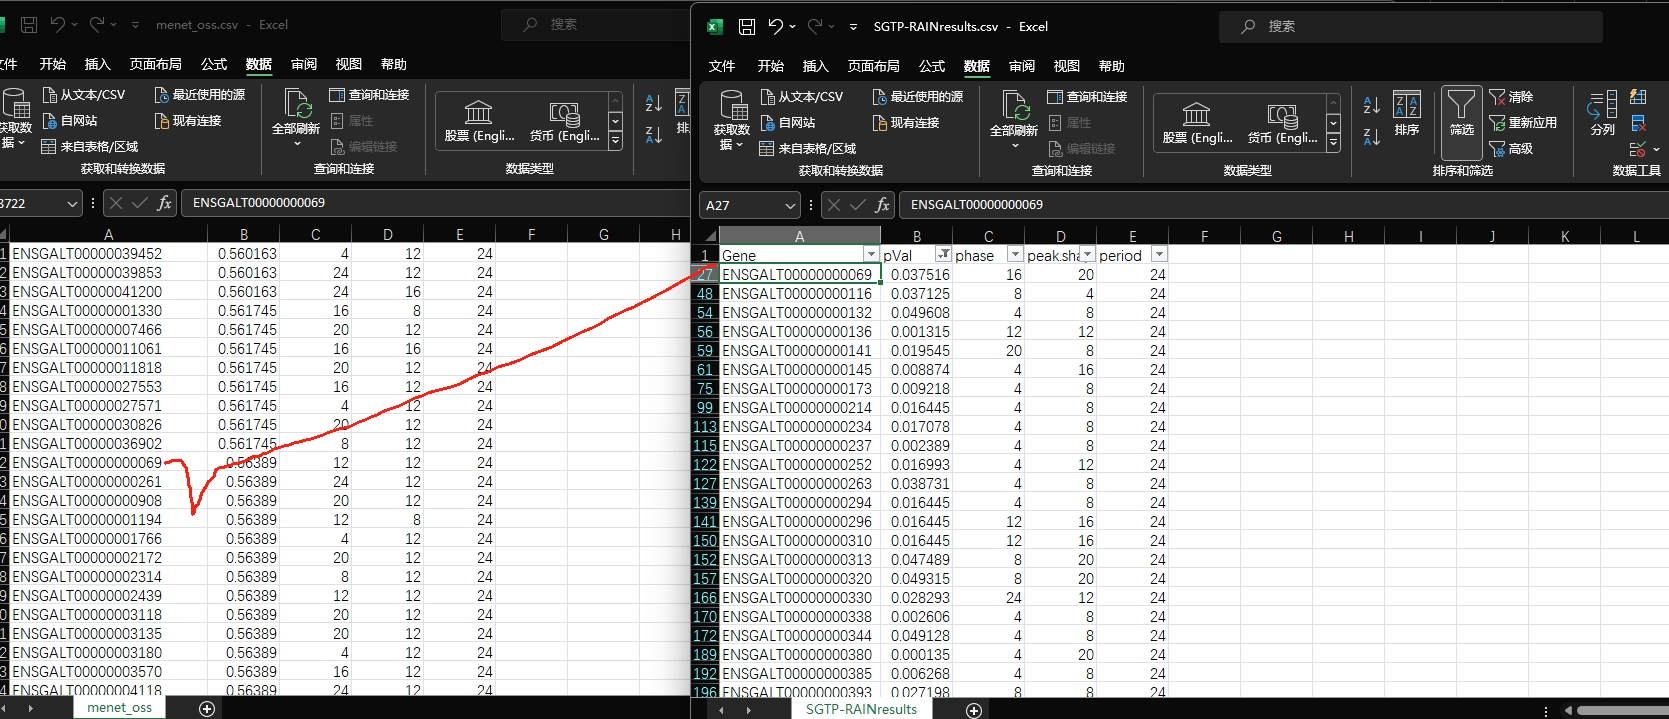 menet_oss.csv - Excel
搜索
文件 开始 插入 页面布局 公式 数据 审阅 视图 帮助
获取数据
从文本/CSV
自网站
来自表格/区域
最近使用的源
现有连接
获取和转换数据
全部刷新
查询和连接
属性
编辑链接
查询和连接
股票 (Engli...
货币 (Engli...
数据类型
3722
fx ENSGALT00000000069
A B C D E F G H
ENSGALT00000039452 0.560163 4 12 24
ENSGALT00000039853 0.560163 24 12 24
ENSGALT00000041200 0.560163 24 16 24
ENSGALT00000001330 0.561745 16 8 24
ENSGALT00000007466 0.561745 20 12 24
ENSGALT00000011061 0.561745 16 16 24
ENSGALT00000011818 0.561745 20 12 24
ENSGALT00000027553 0.561745 16 12 24
ENSGALT00000027571 0.561745 4 12 24
ENSGALT00000030826 0.561745 20 12 24
ENSGALT00000036902 0.561745 8 12 24
ENSGALT00000000069 0.56389 12 12 24
ENSGALT00000000261 0.56389 24 12 24
ENSGALT00000000908 0.56389 20 12 24
ENSGALT00000001194 0.56389 12 8 24
ENSGALT00000001766 0.56389 4 12 24
ENSGALT00000002172 0.56389 20 12 24
ENSGALT00000002314 0.56389 8 12 24
ENSGALT00000002439 0.56389 12 12 24
ENSGALT00000003118 0.56389 20 12 24
ENSGALT00000003135 0.56389 20 12 24
ENSGALT00000003180 0.56389 4 12 24
ENSGALT00000003570 0.56389 16 12 24
ENSGALT00000004118 0.56389 24 12 24
menet_oss
SGTP-RAINresults.csv - Excel
搜索
文件 开始 插入 页面布局 公式 数据 审阅 视图 帮助
获取数据
从文本/CSV
自网站
来自表格/区域
最近使用的源
现有连接
获取和转换数据
全部刷新
查询和连接
属性
编辑链接
查询和连接
股票 (Engli...
货币 (Engli...
数据类型
排序
筛选
清除
重新应用
高级
排序和筛选
分列
数据工具
A27
fx ENSGALT00000000069
A B C D E F G H I J K L
1 Gene pVal phase peak.sha period
27 ENSGALT00000000069 0.037516 16 20 24
48 ENSGALT00000000116 0.037125 8 4 24
54 ENSGALT00000000132 0.049608 4 8 24
56 ENSGALT00000000136 0.001315 12 12 24
59 ENSGALT00000000141 0.019545 20 8 24
61 ENSGALT00000000145 0.008874 4 16 24
75 ENSGALT00000000173 0.009218 4 8 24
99 ENSGALT00000000214 0.016445 4 8 24
113 ENSGALT00000000234 0.017078 4 8 24
115 ENSGALT00000000237 0.002389 4 8 24
122 ENSGALT00000000252 0.016993 4 12 24
127 ENSGALT00000000263 0.038731 4 8 24
139 ENSGALT00000000294 0.016445 4 8 24
141 ENSGALT00000000296 0.016445 12 16 24
150 ENSGALT00000000310 0.016445 12 16 24
152 ENSGALT00000000313 0.047489 8 20 24
157 ENSGALT00000000320 0.049315 8 20 24
166 ENSGALT00000000330 0.028293 24 12 24
170 ENSGALT00000000338 0.002606 4 8 24
172 ENSGALT00000000344 0.049128 4 8 24
189 ENSGALT00000000380 0.000135 4 20 24
192 ENSGALT00000000385 0.006268 4 8 24
196 ENSGALT00000000393 0.027198 8 8 24
SGTP-RAINresults